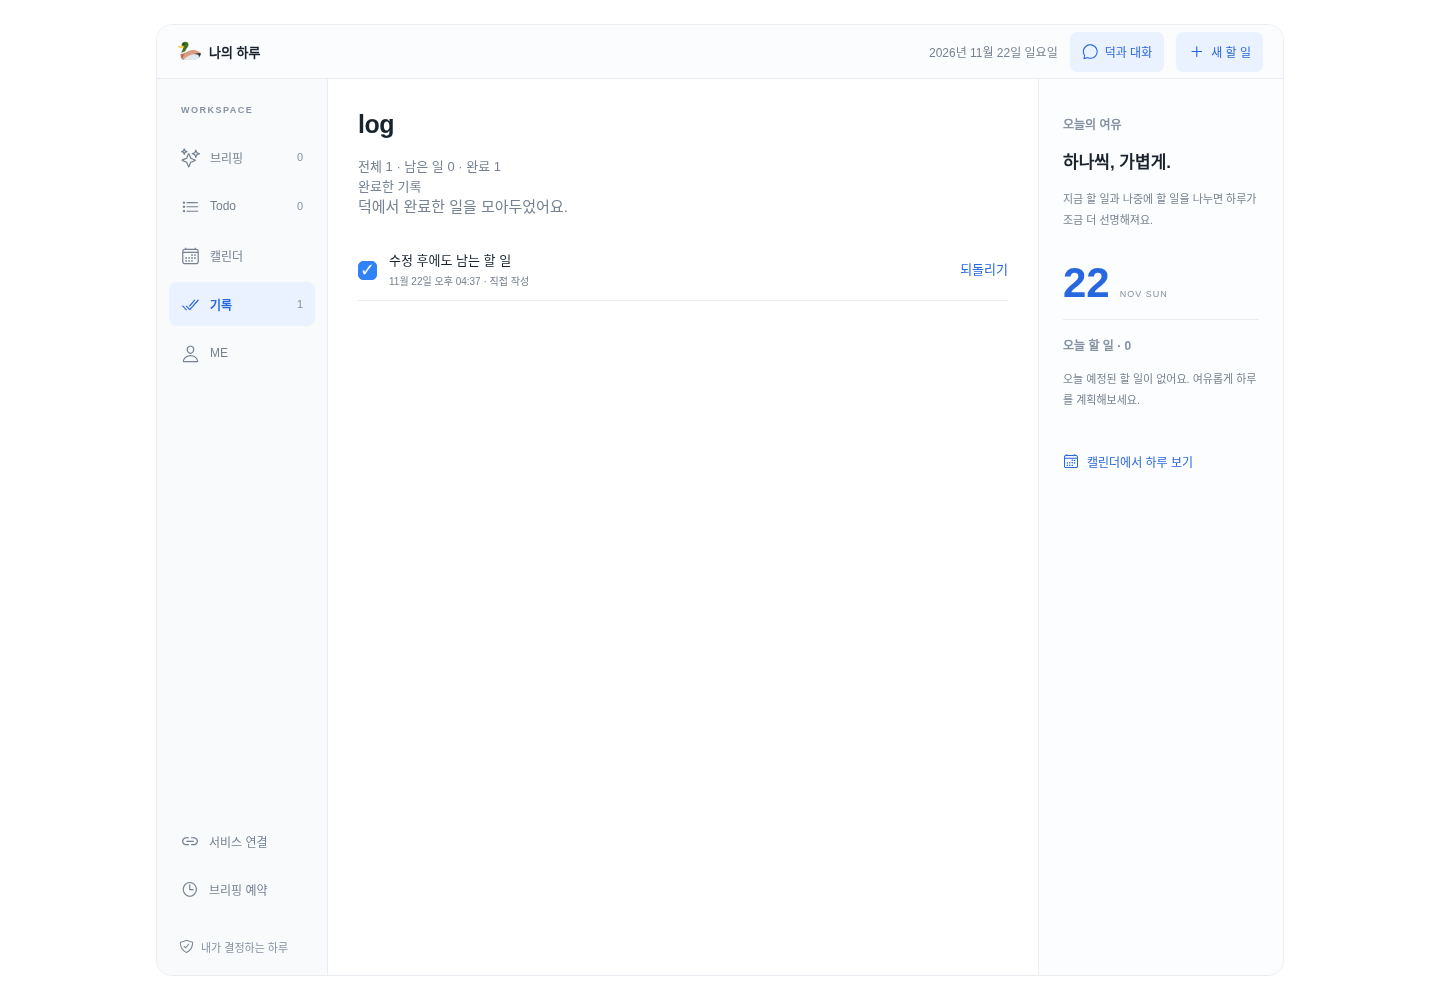 나의 하루
2026년 11월 22일 일요일
덕과 대화
새 할 일
WORKSPACE
브리핑 0
Todo 0
캘린더
기록 1
ME
서비스 연결
브리핑 예약
내가 결정하는 하루
log
전체 1 · 남은 일 0 · 완료 1
완료한 기록
덕에서 완료한 일을 모아두었어요.
수정 후에도 남는 할 일
11월 22일 오후 04:37 · 직접 작성
되돌리기
오늘의 여유
하나씩, 가볍게.
지금 할 일과 나중에 할 일을 나누면 하루가
조금 더 선명해져요.
22 NOV SUN
오늘 할 일 · 0
오늘 예정된 할 일이 없어요. 여유롭게 하루
를 계획해보세요.
캘린더에서 하루 보기